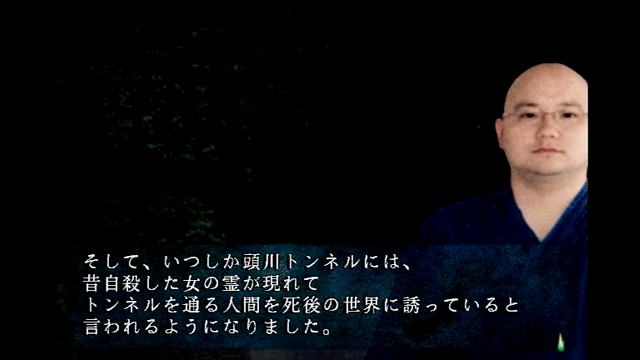 そして、いつしか頭川トンネルには、
昔自殺した女の霊が現れて
トンネルを通る人間を死後の世界に誘っていると
言われるようになりました。